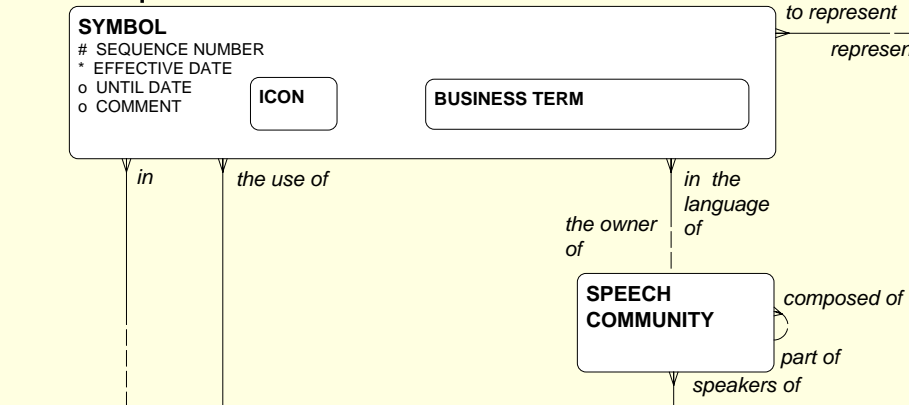 to represent
SYMBOL
# SEQUENCE NUMBER
* EFFECTIVE DATE
o UNTIL DATE
o COMMENT
ICON
BUSINESS TERM
in
the use of
in the
language
of
the owner
of
SPEECH
COMMUNITY
composed of
part of
speakers of